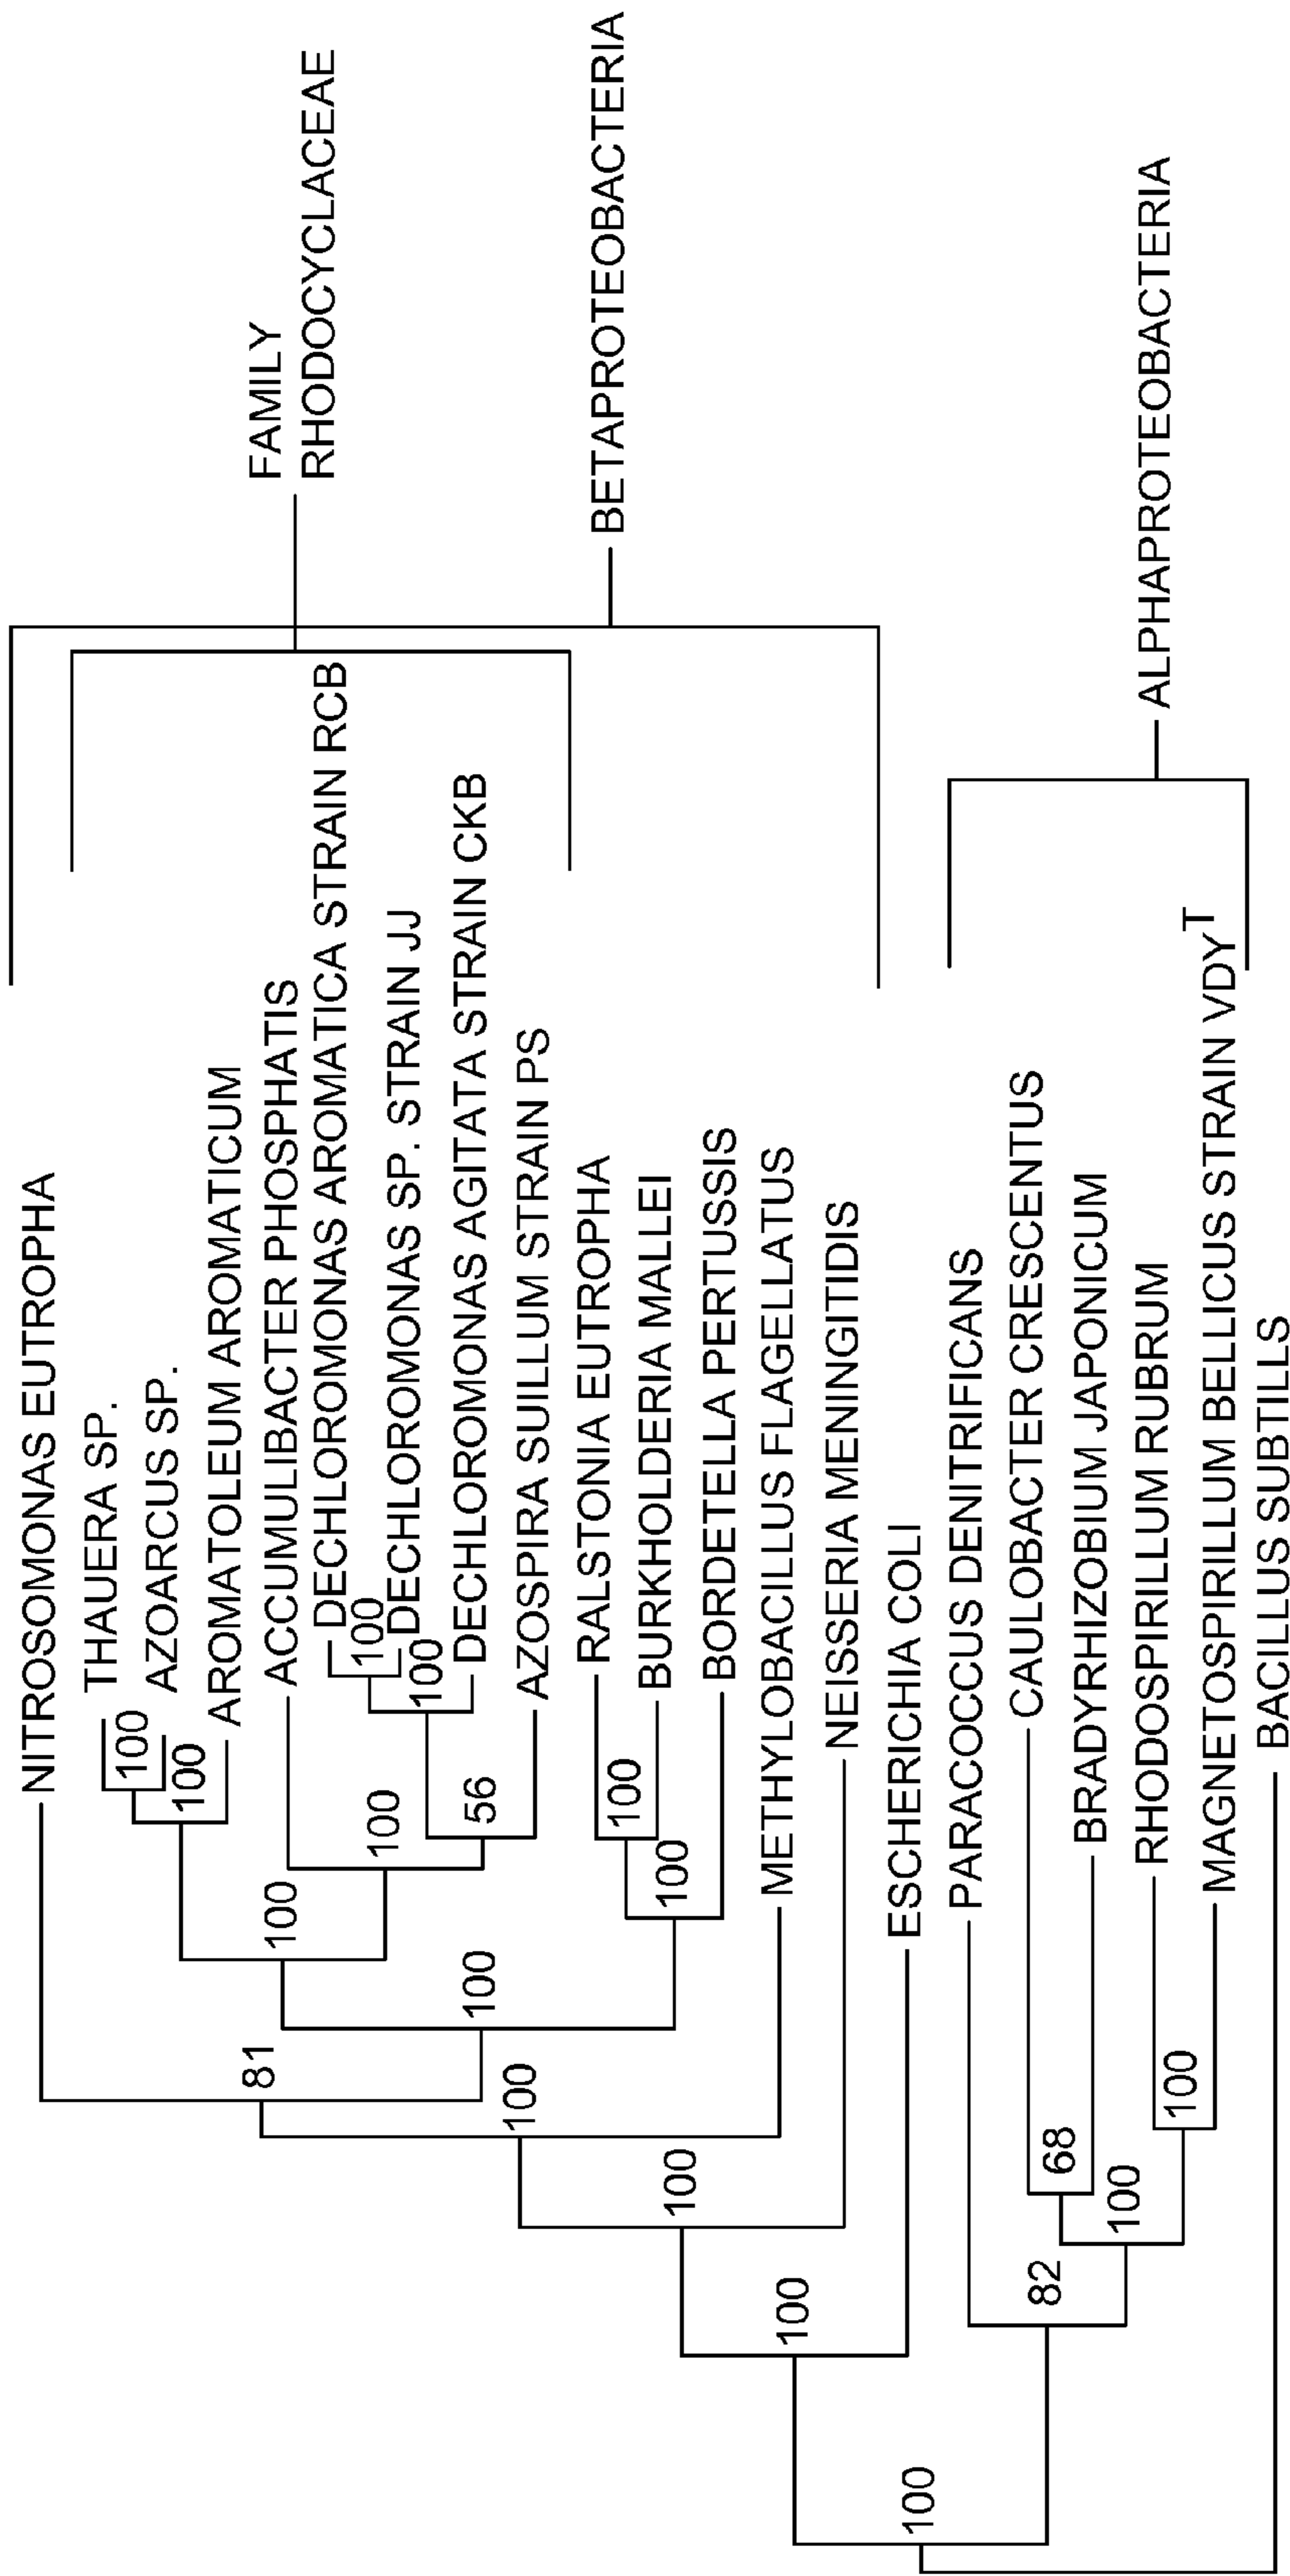 NITROSOMONAS EUTROPHA
THAUERA SP.
100
AZOARCUS SP.
100
AROMATOLEUM AROMATICUM
100
ACCUMULIBACTER PHOSPHATIS
100
DECHLOROMONAS AROMATICA STRAIN RCB
100
DECHLOROMONAS SP. STRAIN JJ
100
DECHLOROMONAS AGITATA STRAIN CKB
56
AZOSPIRA SUILLUM STRAIN PS
81
100
RALSTONIA EUTROPHA
100
BURKHOLDERIA MALLEI
100
BORDETELLA PERTUSSIS
100
METHYLOBACILLUS FLAGELLATUS
100
NEISSERIA MENINGITIDIS
100
ESCHERICHIA COLI
100
PARACOCCUS DENITRIFICANS
82
CAULOBACTER CRESCENTUS
68
BRADYRHIZOBIUM JAPONICUM
100
RHODOSPIRILLUM RUBRUM
100
MAGNETOSPIRILLUM BELLICUS STRAIN VDYT
BACILLUS SUBTILLS
FAMILY
RHODOCYCLACEAE
BETAPROTEOBACTERIA
ALPHAPROTEOBACTERIA